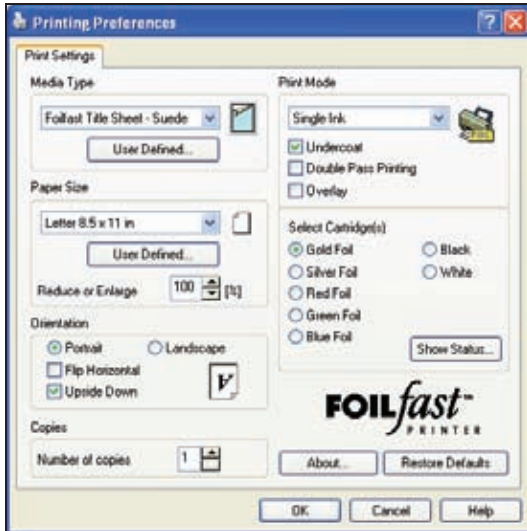 Printing Preferences
Print Settings
Media Type
Foilfast Title Sheet - Suede
User Defined...
Paper Size
Letter 8.5 x 11 in
User Defined...
Reduce or Enlarge 100 [%]
Orientation
Portrait Landscape
Flip Horizontal
Upside Down
Copies
Number of copies 1
Print Mode
Single Ink
Undercoat
Double Pass Printing
Overlay
Select Cartridge(s)
Gold Foil Black
Silver Foil White
Red Foil
Green Foil
Blue Foil
Show Status...
FOILfast™
PRINTER
About... Restore Defaults
OK Cancel Help